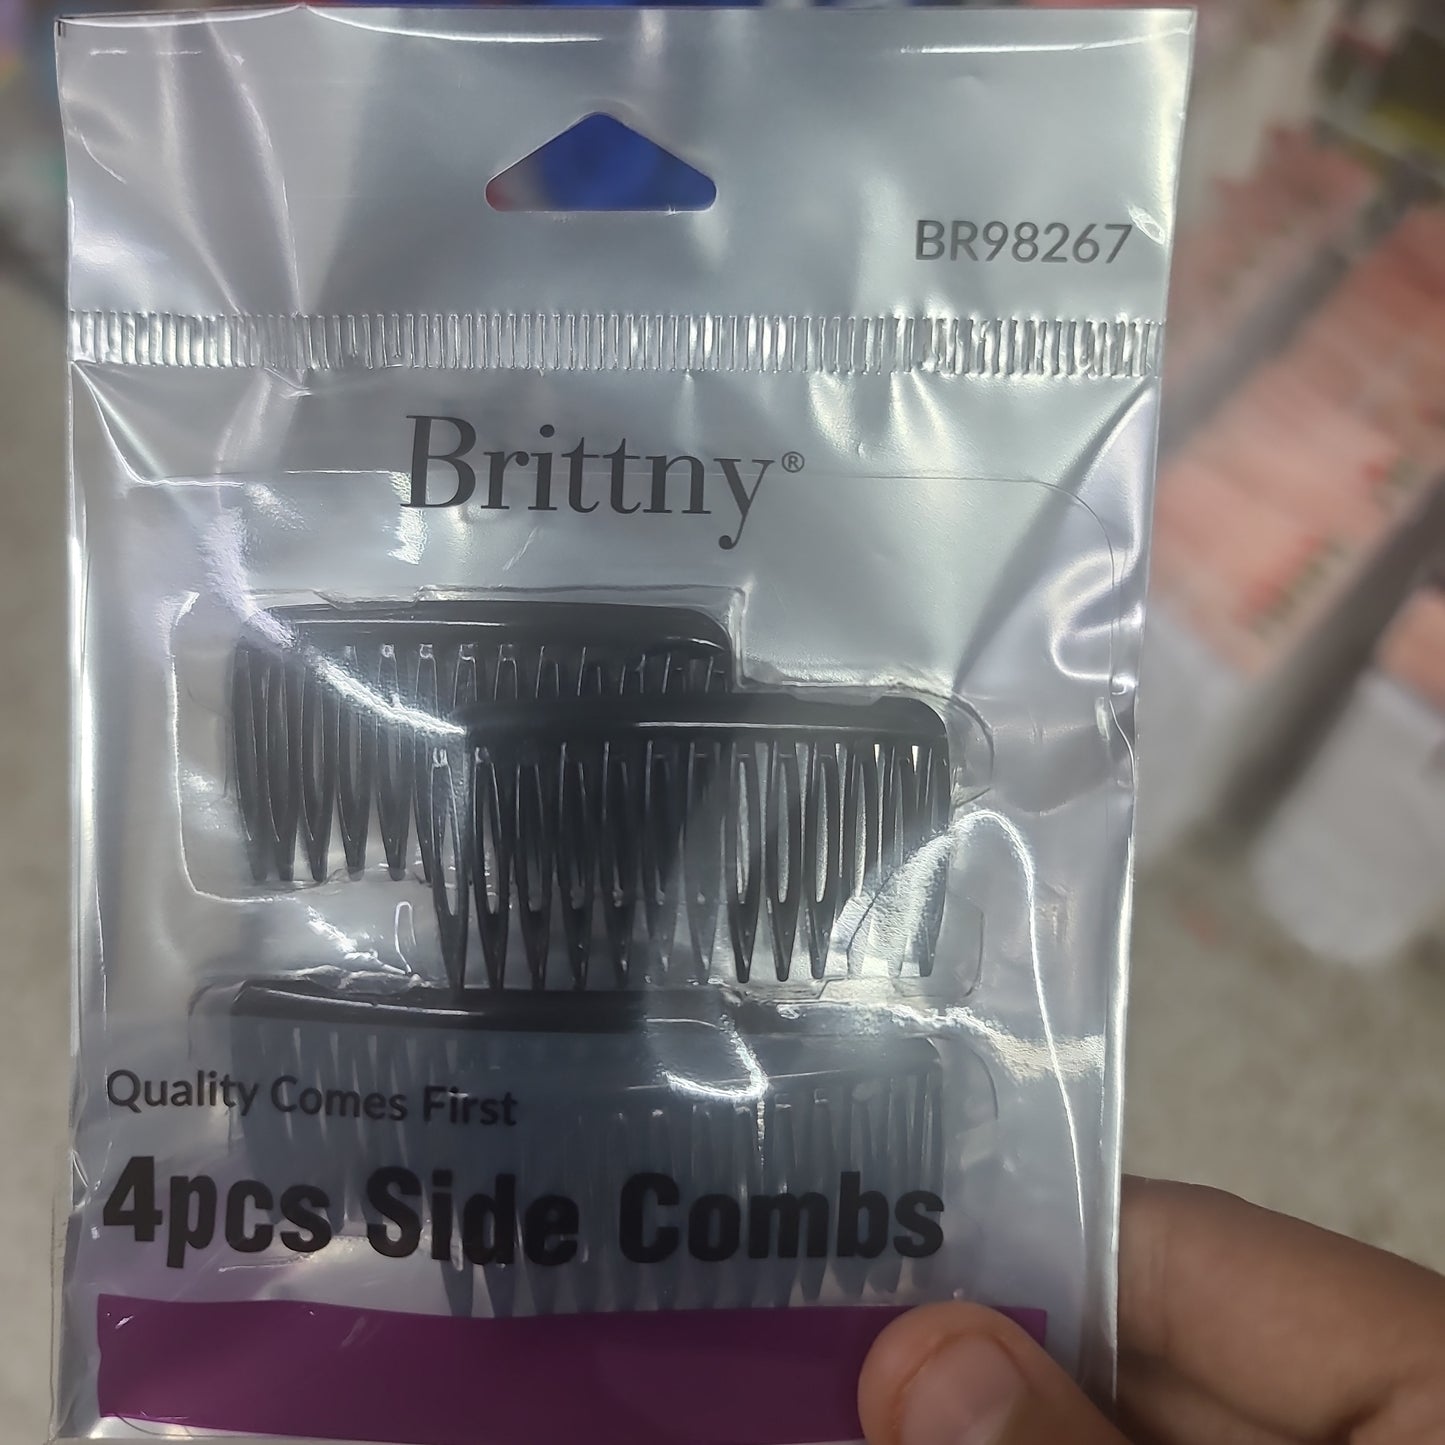 BR98267
Brittny®
Quality Comes First
4pcs Side Combs